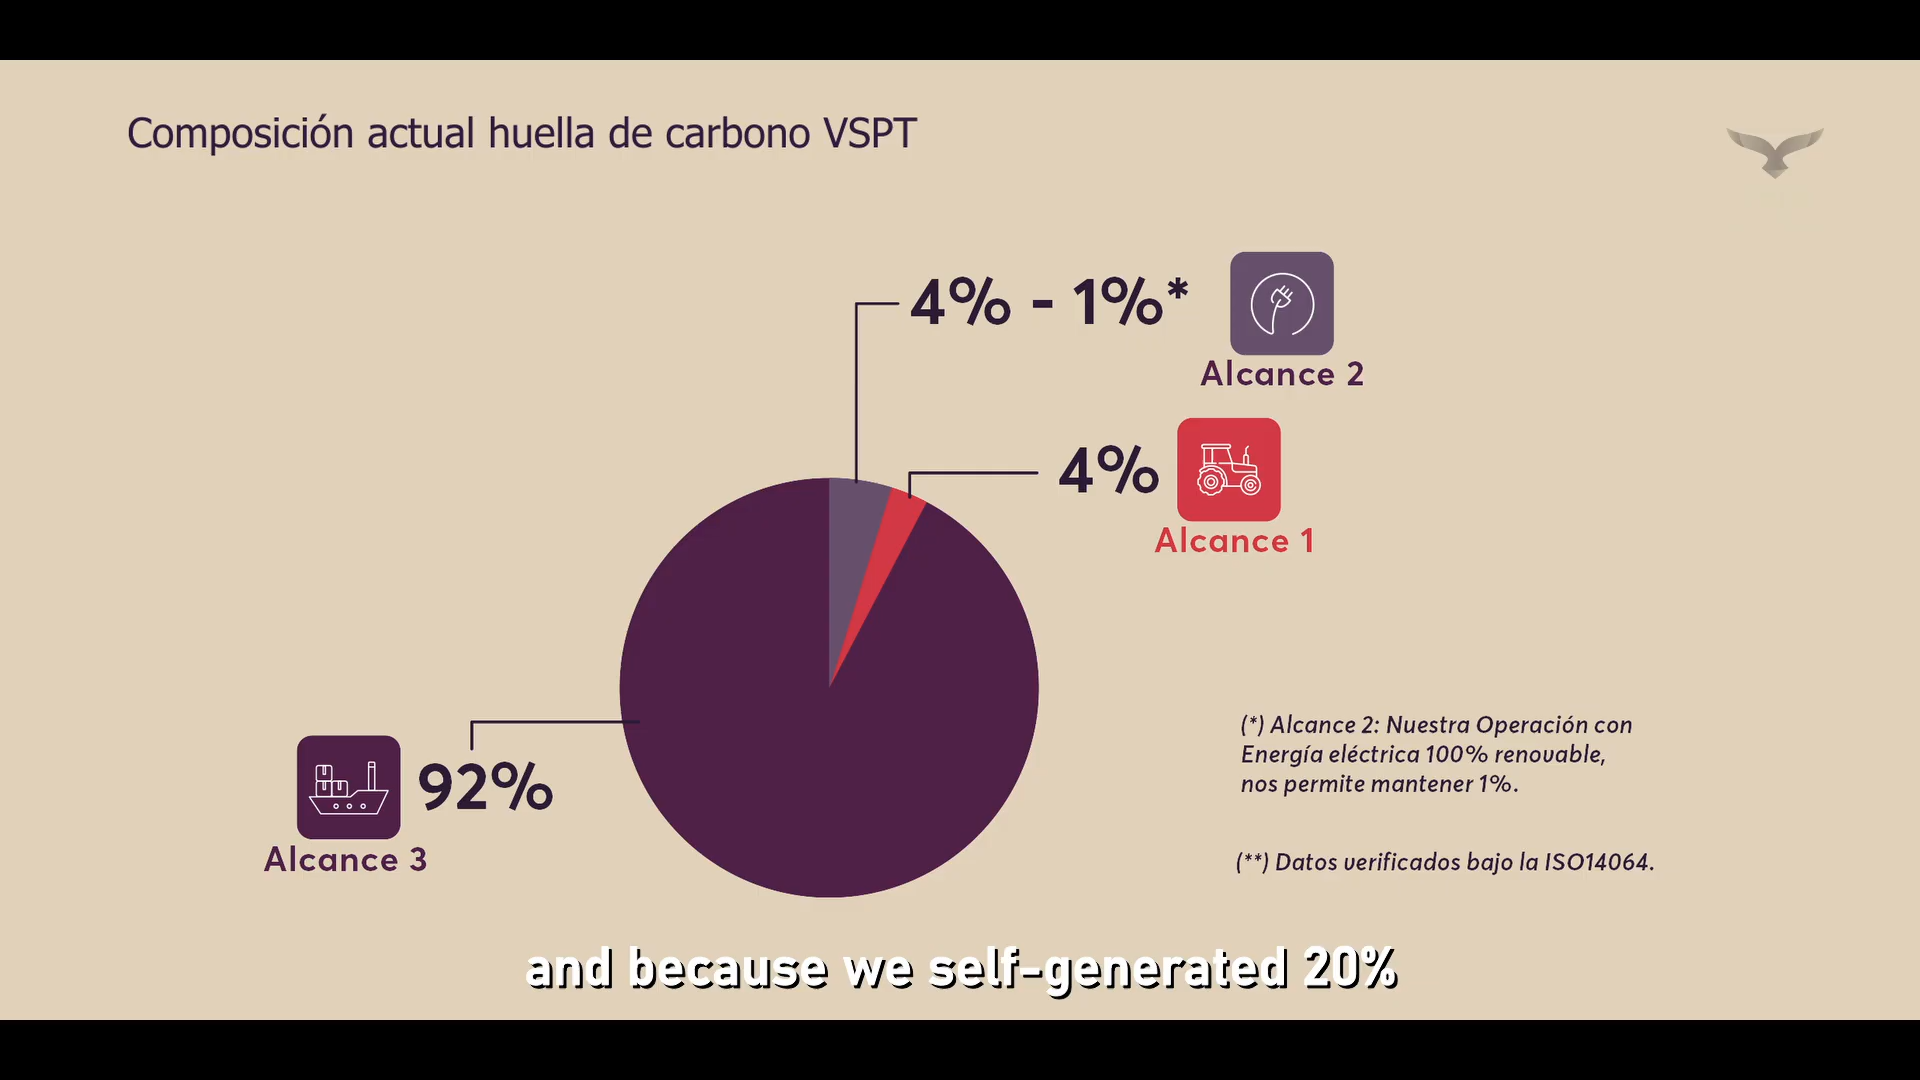 Composición actual huella de carbono VSPT
4% - 1%*
Alcance 2
4%
Alcance 1
92%
Alcance 3
(*) Alcance 2: Nuestra Operación con
Energía eléctrica 100% renovable,
nos permite mantener 1%.
(**) Datos verificados bajo la ISO14064.
and because we self-generated 20%